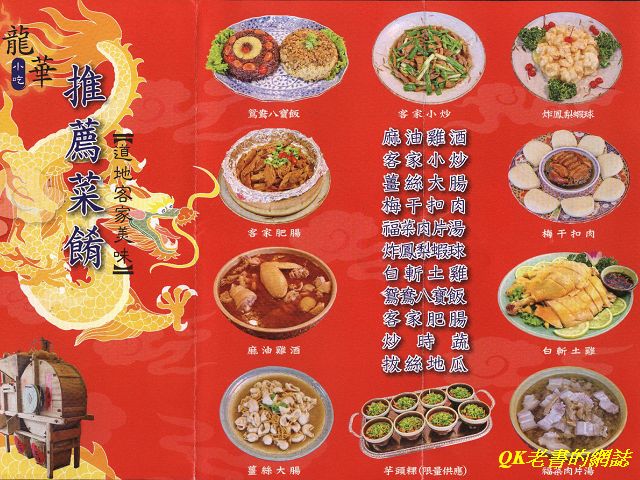 龍華
小吃
推薦菜餚
【道地客家美味】
鴛鴦八寶飯
客家小炒
炸鳳梨蝦球
麻油雞酒
客家小炒
薑絲大腸
梅干扣肉
福菜肉片湯
炸鳳梨蝦球
白斬土雞
鴛鴦八寶飯
客家肥腸
炒時蔬
拔絲地瓜
客家肥腸
梅干扣肉
麻油雞酒
白斬土雞
薑絲大腸
芋頭粿(限量供應)
福菜肉片湯
QK老書的網誌